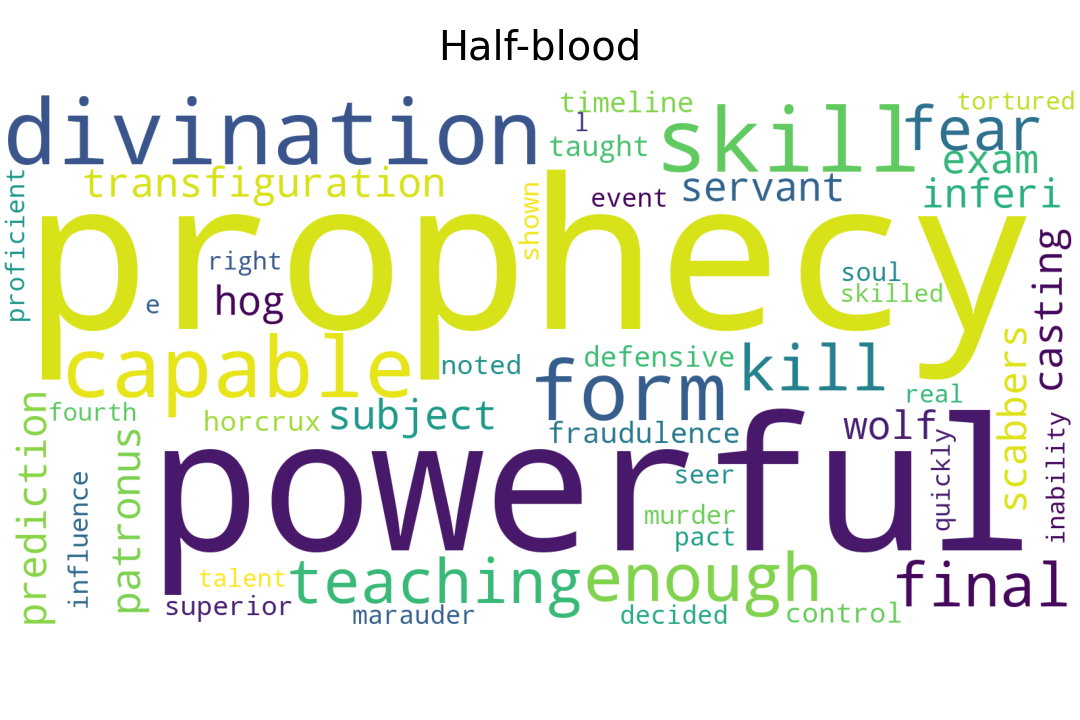 Half-blood
timeline
tortured
divination
l
skill
fear
taught
exam
transfiguration
shown
event
servant
inferi
proficient
prophecy
right
soul
skilled
e
hog
casting
capable
noted
defensive
kill
form
real
scabbers
fourth
horcrux
subject
fraudulence
wolf
prediction
patronus
influence
powerful
seer
quickly
inability
murder
pact
talent
teaching
enough
final
superior
marauder
decided
control